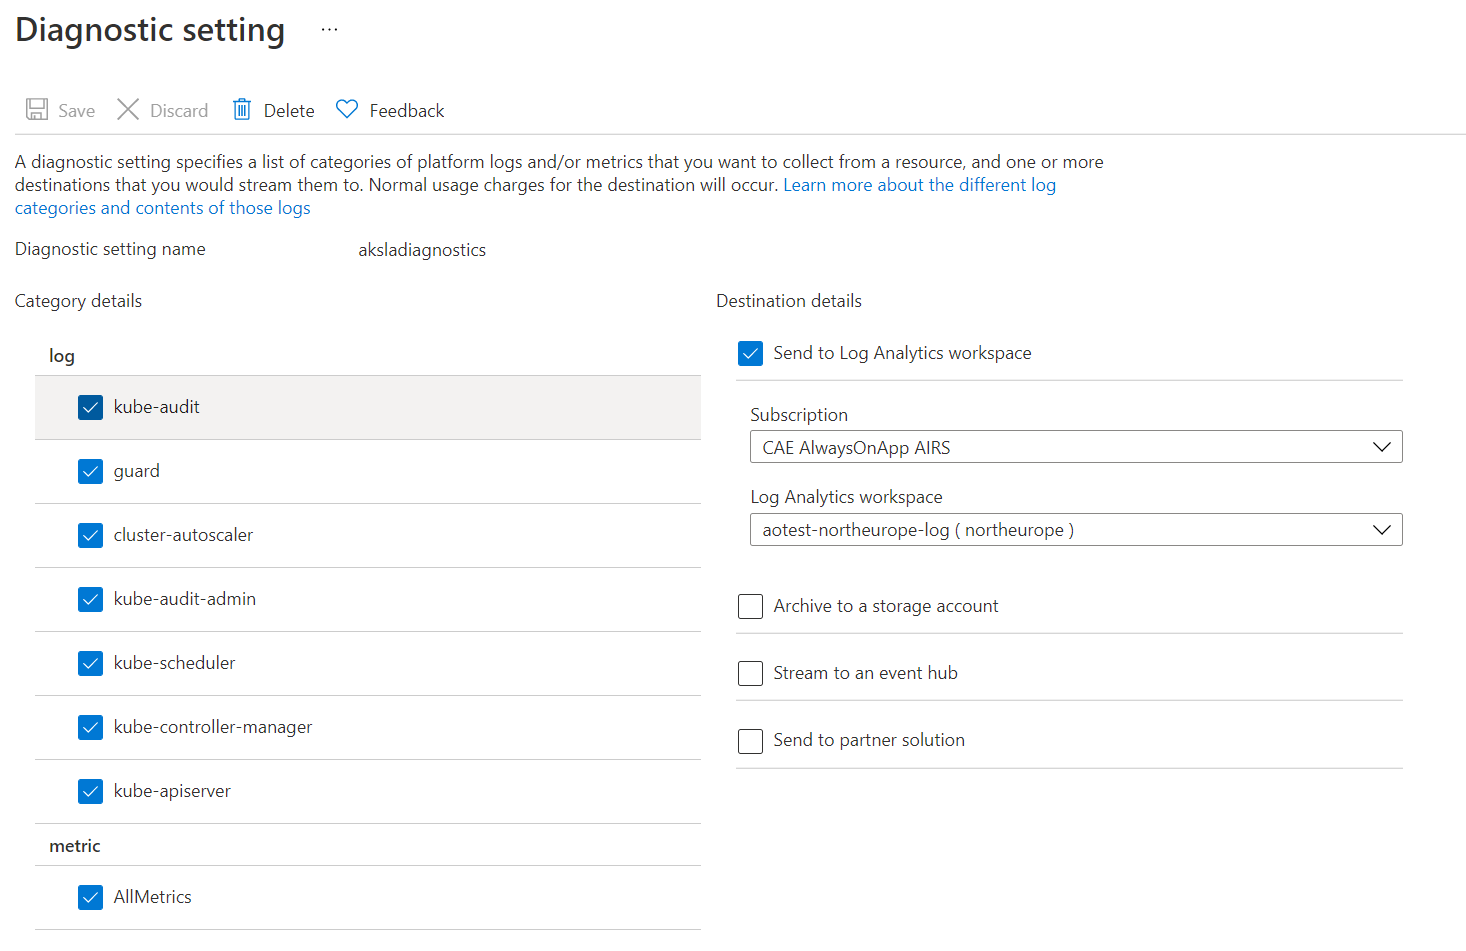 Diagnostic setting ...
Save Discard Delete Feedback
A diagnostic setting specifies a list of categories of platform logs and/or metrics that you want to collect from a resource, and one or more
destinations that you would stream them to. Normal usage charges for the destination will occur. Learn more about the different log
categories and contents of those logs
Diagnostic setting name aksladiagnostics
Category details
log
kube-audit
guard
cluster-autoscaler
kube-audit-admin
kube-scheduler
kube-controller-manager
kube-apiserver
metric
AllMetrics
Destination details
Send to Log Analytics workspace
Subscription
CAE AlwaysOnApp AIRS
Log Analytics workspace
aotest-northeurope-log ( northeurope )
Archive to a storage account
Stream to an event hub
Send to partner solution